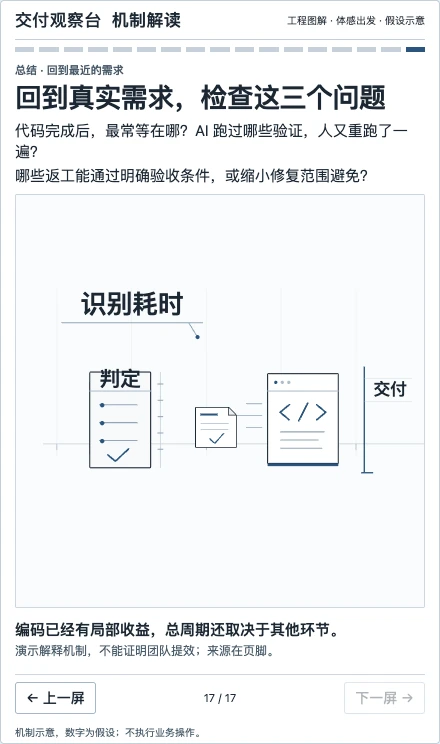 交付观察台 机制解读
工程图解 · 体感出发 · 假设示意
总结 · 回到最近的需求
回到真实需求，检查这三个问题
代码完成后，最常等在哪？AI 跑过哪些验证，人又重跑了一
遍？
哪些返工能通过明确验收条件，或缩小修复范围避免？
识别耗时
判定
交付
编码已经有局部收益，总周期还取决于其他环节。
演示解释机制，不能证明团队提效；来源在页脚。
← 上一屏
17 / 17
下一屏 →
机制示意，数字为假设；不执行业务操作。